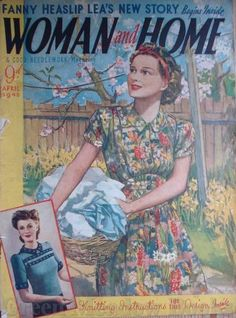 FANNY HEASLIP LEA'S NEW STORY Begins Inside
WOMAN and HOME
& GOOD NEEDLEWORK Magazine
9D
APRIL
Knitting Instructions FOR THIS Design Inside